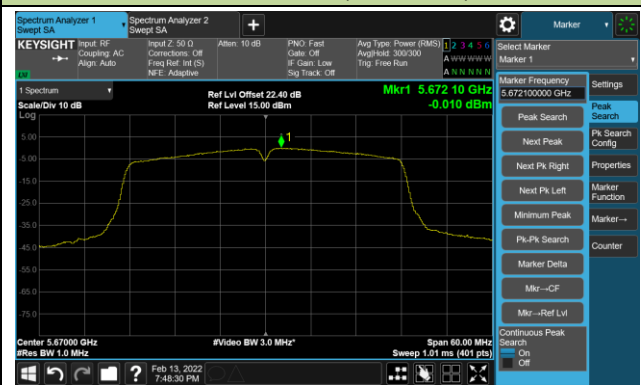 Spectrum Analyzer 1
Swept SA
Spectrum Analyzer 2
Swept SA
+
Marker
KEYSIGHT
Input: RF
Coupling: AC
Align: Auto
Input Z: 50 Ω
Corrections: Off
Freq Ref: Int (S)
NFE: Adaptive
Atten: 10 dB
PNO: Fast
Gate: Off
IF Gain: Low
Sig Track: Off
Avg Type: Power (RMS)
Avg|Hold: 300/300
Trig: Free Run
1 2 3 4 5 6
A W W W W W
A N N N N N
Select Marker
Marker 1
1 Spectrum
Scale/Div 10 dB
Log
Ref Lvl Offset 22.40 dB
Ref Level 15.00 dBm
Mkr1 5.672 10 GHz
-0.010 dBm
5.00
-5.00
-15.0
-25.0
-35.0
-45.0
-55.0
-65.0
-75.0
1
Center 5.67000 GHz
#Res BW 1.0 MHz
#Video BW 3.0 MHz*
Span 60.00 MHz
Sweep 1.01 ms (401 pts)
Marker Frequency
5.672100000 GHz
Peak Search
Next Peak
Next Pk Right
Next Pk Left
Minimum Peak
Pk-Pk Search
Marker Delta
Mkr→CF
Mkr→Ref Lvl
Continuous Peak
Search
On
Off
Settings
Peak
Search
Pk Search
Config
Properties
Marker
Function
Marker→
Counter
?
Feb 13, 2022
7:48:30 PM